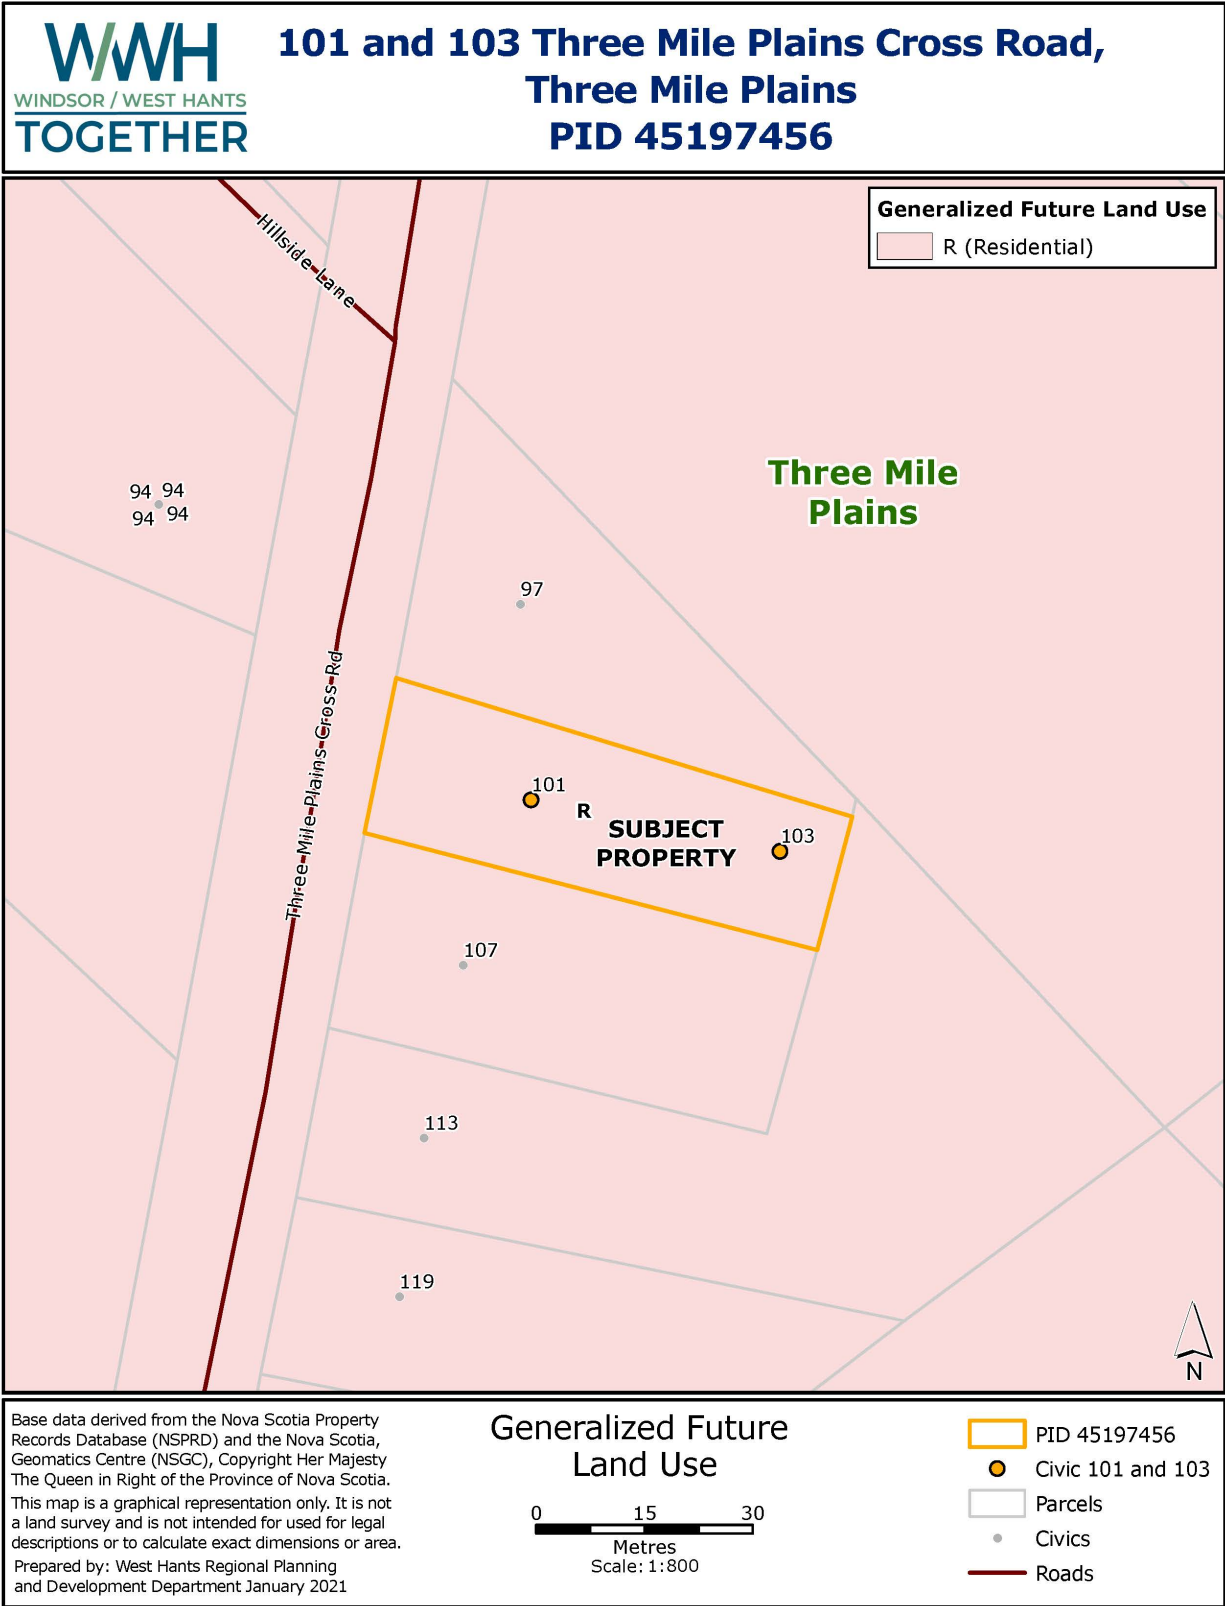 WWH
WINDSOR / WEST HANTS
TOGETHER
101 and 103 Three Mile Plains Cross Road,
Three Mile Plains
PID 45197456
Generalized Future Land Use
R (Residential)
Hillside Lane
Three Mile
Plains
94 94
94 94
97
Three Mile Plains Cross Rd
101
R
SUBJECT
PROPERTY
103
107
113
119
N
Base data derived from the Nova Scotia Property
Records Database (NSPRD) and the Nova Scotia,
Geomatics Centre (NSGC), Copyright Her Majesty
The Queen in Right of the Province of Nova Scotia.
This map is a graphical representation only. It is not
a land survey and is not intended for used for legal
descriptions or to calculate exact dimensions or area.
Prepared by: West Hants Regional Planning
and Development Department January 2021
Generalized Future
Land Use
0 15 30
Metres
Scale: 1:800
PID 45197456
Civic 101 and 103
Parcels
Civics
Roads